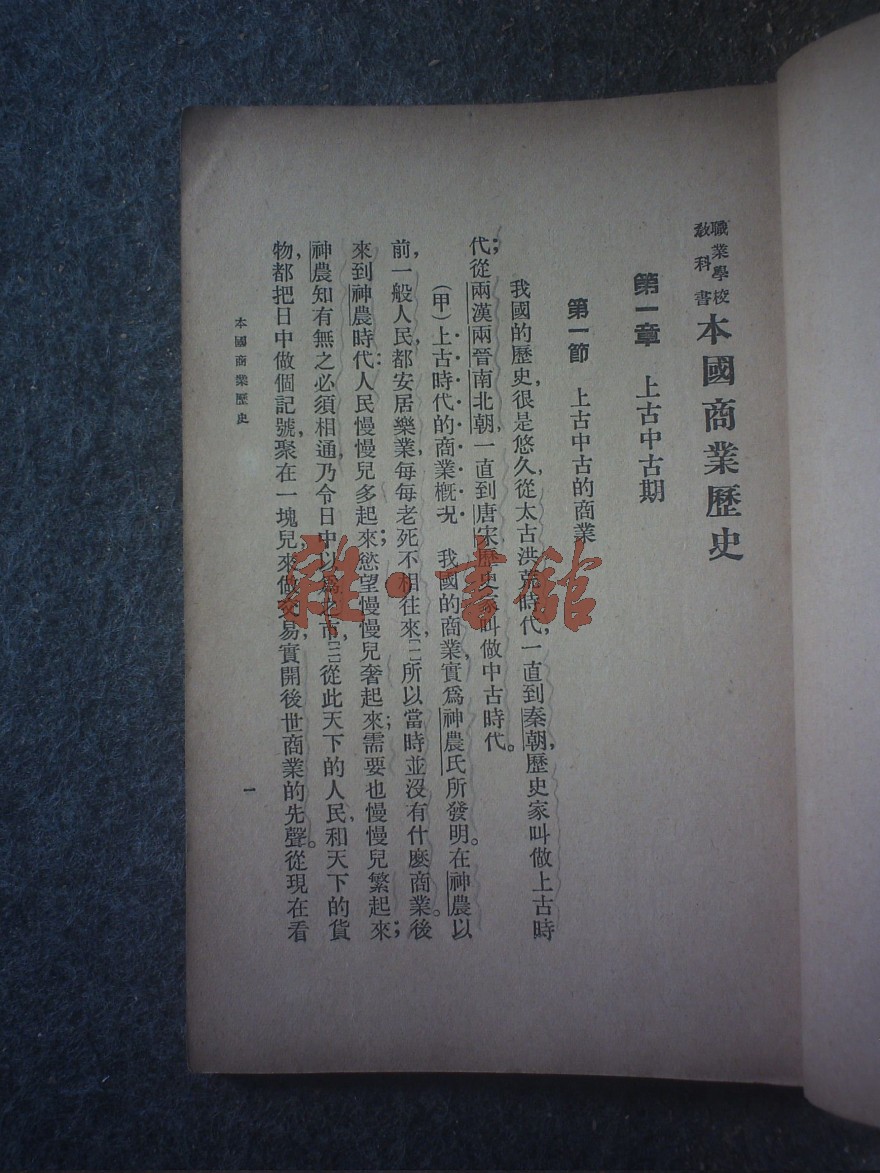 職業學校
教科書
本國商業歷史
第一章　上古中古期
第一節　上古中古的商業
我國的歷史，很是悠久，從太古洪荒時代，一直到秦朝，歷史家叫做上古時
代；從兩漢兩晉南北朝，一直到唐宋，歷史家叫做中古時代。
（甲）上古時代的商業概況　我國的商業，實爲神農氏所發明。在神農以
前，一般人民，都安居樂業，每每老死不相往來，［一］所以當時並沒有什麼商業。後
來到神農時代，人民慢慢兒多起來；慾望慢慢兒奢起來；需要也慢慢兒繁起來；
神農知有無之必須相通，乃令日中以爲之市，［二］從此天下的人民，和天下的貨
物，都把日中做個記號，聚在一塊兒，來做交易，實開後世商業的先聲。從現在看
本國商業歷史
一
雜·書館